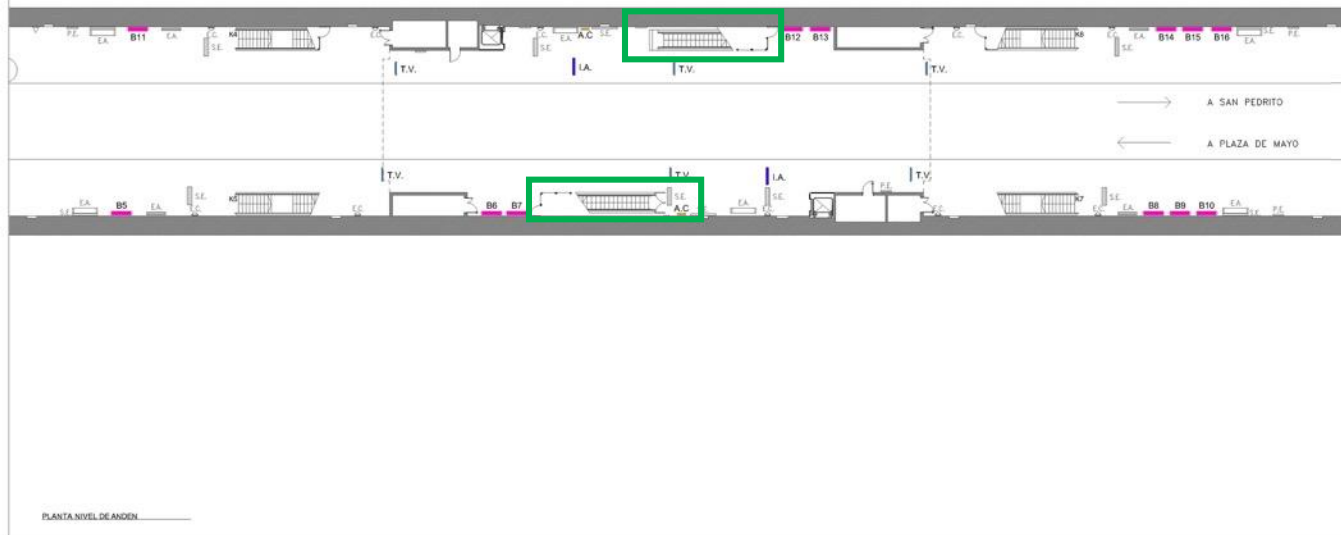 P.E.
E.A.
B11
E.A.
S.E.
K4
E.C.
E.C.
S.E.
E.A.
A.C
S.E.
B12
B13
E.C.
K6
E.C.
S.E.
E.A.
B14
B15
B16
E.A.
S.E.
P.E.
T.V.
I.A.
T.V.
T.V.
A SAN PEDRITO
A PLAZA DE MAYO
T.V.
T.V.
I.A.
T.V.
S.E.
E.A.
B5
E.A.
S.E.
E.C.
K5
E.C.
B6
B7
S.E.
A.C
E.A.
S.E.
E.C.
P.E.
E.C.
K7
E.C.
S.E.
E.A.
B8
B9
B10
E.A.
S.E.
P.E.
PLANTA NIVEL DE ANDEN